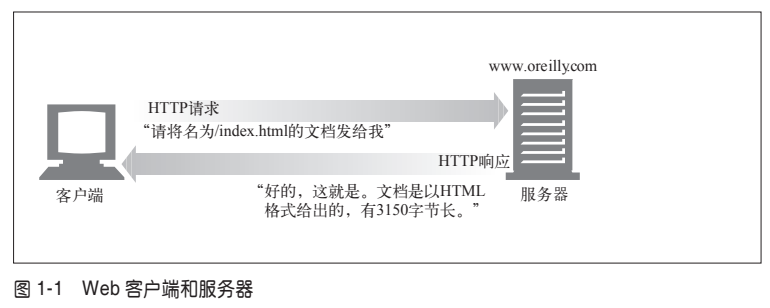 www.oreilly.com
HTTP请求
“请将名为/index.html的文档发给我”
HTTP响应
客户端
“好的，这就是。文档是以HTML
格式给出的，有3150字节长。”
服务器
图 1-1 Web 客户端和服务器